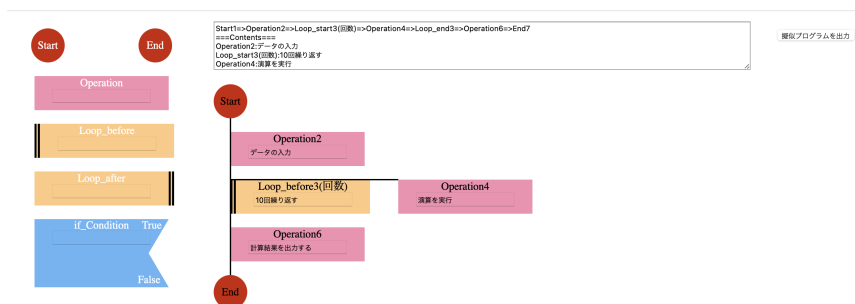 Start1=>Operation2=>Loop_start3(回数)=>Operation4=>Loop_end3=>Operation6=>End7
===Contents===
Operation2:データの入力
Loop_start3(回数):10回繰り返す
Operation4:演算を実行
擬似プログラムを出力
Start
End
Operation
Loop_before
Loop_after
if_Condition True
False
Start
Operation2
データの入力
Loop_before3(回数)
10回繰り返す
Operation4
演算を実行
Operation6
計算結果を出力する
End